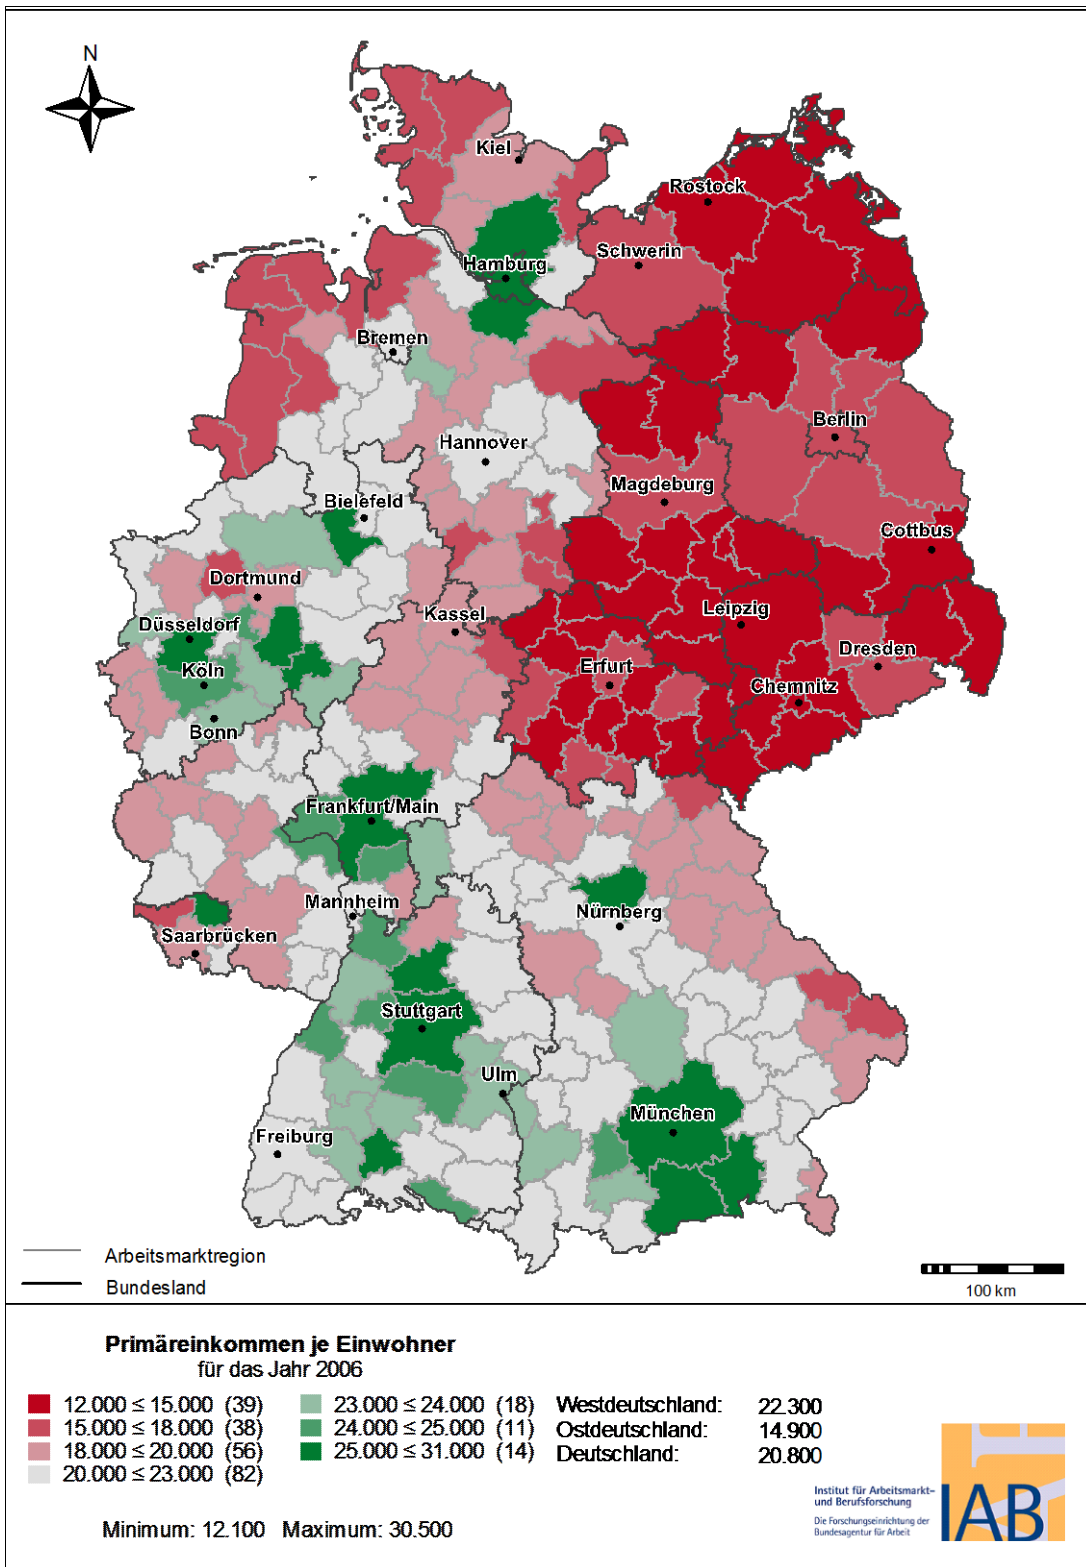 N
Kiel
Rostock
Schwerin
Hamburg
Bremen
Berlin
Hannover
Magdeburg
Bielefeld
Cottbus
Dortmund
Leipzig
Kassel
Düsseldorf
Dresden
Köln
Erfurt
Chemnitz
Bonn
Frankfurt/Main
Mannheim
Nürnberg
Saarbrücken
Stuttgart
Ulm
München
Freiburg
Arbeitsmarktregion
Bundesland
100 km
Primäreinkommen je Einwohner
für das Jahr 2006
12.000 ≤ 15.000 (39)
15.000 ≤ 18.000 (38)
18.000 ≤ 20.000 (56)
20.000 ≤ 23.000 (82)
23.000 ≤ 24.000 (18)
24.000 ≤ 25.000 (11)
25.000 ≤ 31.000 (14)
Westdeutschland: 22.300
Ostdeutschland: 14.900
Deutschland: 20.800
Minimum: 12.100 Maximum: 30.500
Institut für Arbeitsmarkt-
und Berufsforschung
Die Forschungseinrichtung der
Bundesagentur für Arbeit
IAB